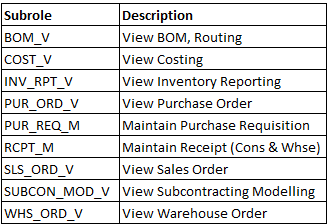 Subrole Description
BOM_V View BOM, Routing
COST_V View Costing
INV_RPT_V View Inventory Reporting
PUR_ORD_V View Purchase Order
PUR_REQ_M Maintain Purchase Requisition
RCPT_M Maintain Receipt (Cons & Whse)
SLS_ORD_V View Sales Order
SUBCON_MOD_V View Subcontracting Modelling
WHS_ORD_V View Warehouse Order